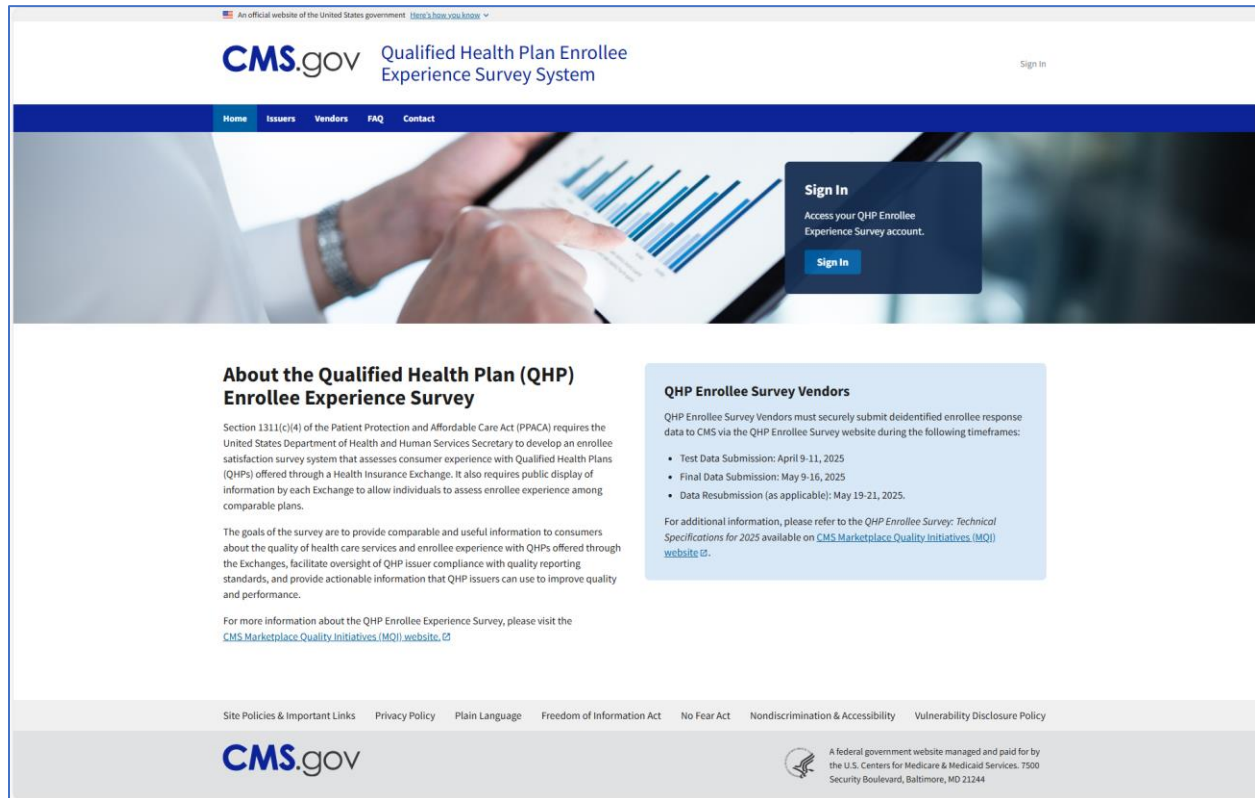 An official website of the United States government Here's how you know
CMS.gov
Qualified Health Plan Enrollee
Experience Survey System
Sign In
Home Issuers Vendors FAQ Contact
Sign In
Access your QHP Enrollee
Experience Survey account.
Sign In
About the Qualified Health Plan (QHP)
Enrollee Experience Survey
Section 1311(c)(4) of the Patient Protection and Affordable Care Act (PPACA) requires the
United States Department of Health and Human Services Secretary to develop an enrollee
satisfaction survey system that assesses consumer experience with Qualified Health Plans
(QHPs) offered through a Health Insurance Exchange. It also requires public display of
information by each Exchange to allow individuals to assess enrollee experience among
comparable plans.
The goals of the survey are to provide comparable and useful information to consumers
about the quality of health care services and enrollee experience with QHPs offered through
the Exchanges, facilitate oversight of QHP issuer compliance with quality reporting
standards, and provide actionable information that QHP issuers can use to improve quality
and performance.
For more information about the QHP Enrollee Experience Survey, please visit the
CMS Marketplace Quality Initiatives (MQI) website.
QHP Enrollee Survey Vendors
QHP Enrollee Survey Vendors must securely submit deidentified enrollee response
data to CMS via the QHP Enrollee Survey website during the following timeframes:
• Test Data Submission: April 9-11, 2025
• Final Data Submission: May 9-16, 2025
• Data Resubmission (as applicable): May 19-21, 2025.
For additional information, please refer to the QHP Enrollee Survey: Technical
Specifications for 2025 available on CMS Marketplace Quality Initiatives (MQI)
website.
Site Policies & Important Links Privacy Policy Plain Language Freedom of Information Act No Fear Act Nondiscrimination & Accessibility Vulnerability Disclosure Policy
CMS.gov
A federal government website managed and paid for by
the U.S. Centers for Medicare & Medicaid Services. 7500
Security Boulevard, Baltimore, MD 21244